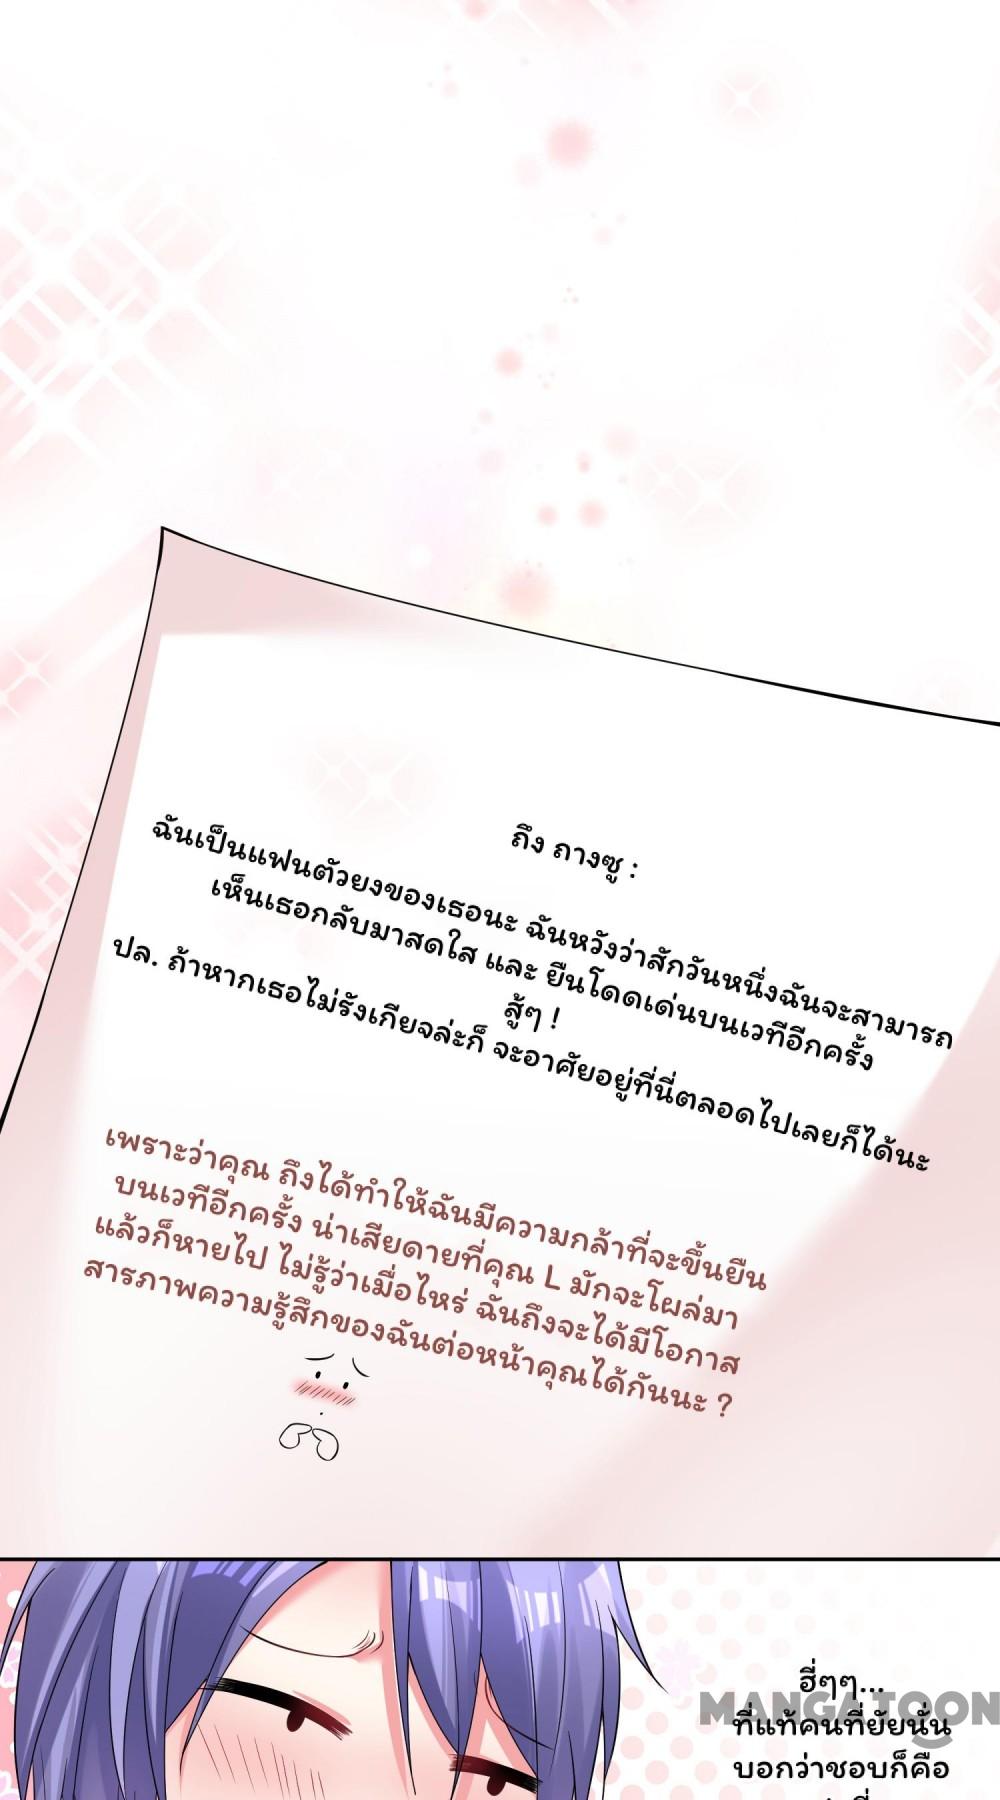 ถึง ถางซู :
ฉันเป็นแฟนตัวยงของเธอนะ ฉันหวังว่าสักวันหนึ่งฉันจะสามารถ
เห็นเธอกลับมาสดใส และ ยืนโดดเด่นบนเวทีอีกครั้ง
สู้ๆ !
ปล. ถ้าหากเธอไม่รังเกียจล่ะก็ จะอาศัยอยู่ที่นี่ตลอดไปเลยก็ได้นะ
เพราะว่าคุณ ถึงได้ทำให้ฉันมีความกล้าที่จะขึ้นยืน
บนเวทีอีกครั้ง น่าเสียดายที่คุณ L มักจะโผล่มา
แล้วก็หายไป ไม่รู้ว่าเมื่อไหร่ ฉันถึงจะได้มีโอกาส
สารภาพความรู้สึกของฉันต่อหน้าคุณได้กันนะ ?
ฮี่ๆๆ...
MANGATOON
ที่แท้คนที่ยัยนั่น
บอกว่าชอบก็คือ